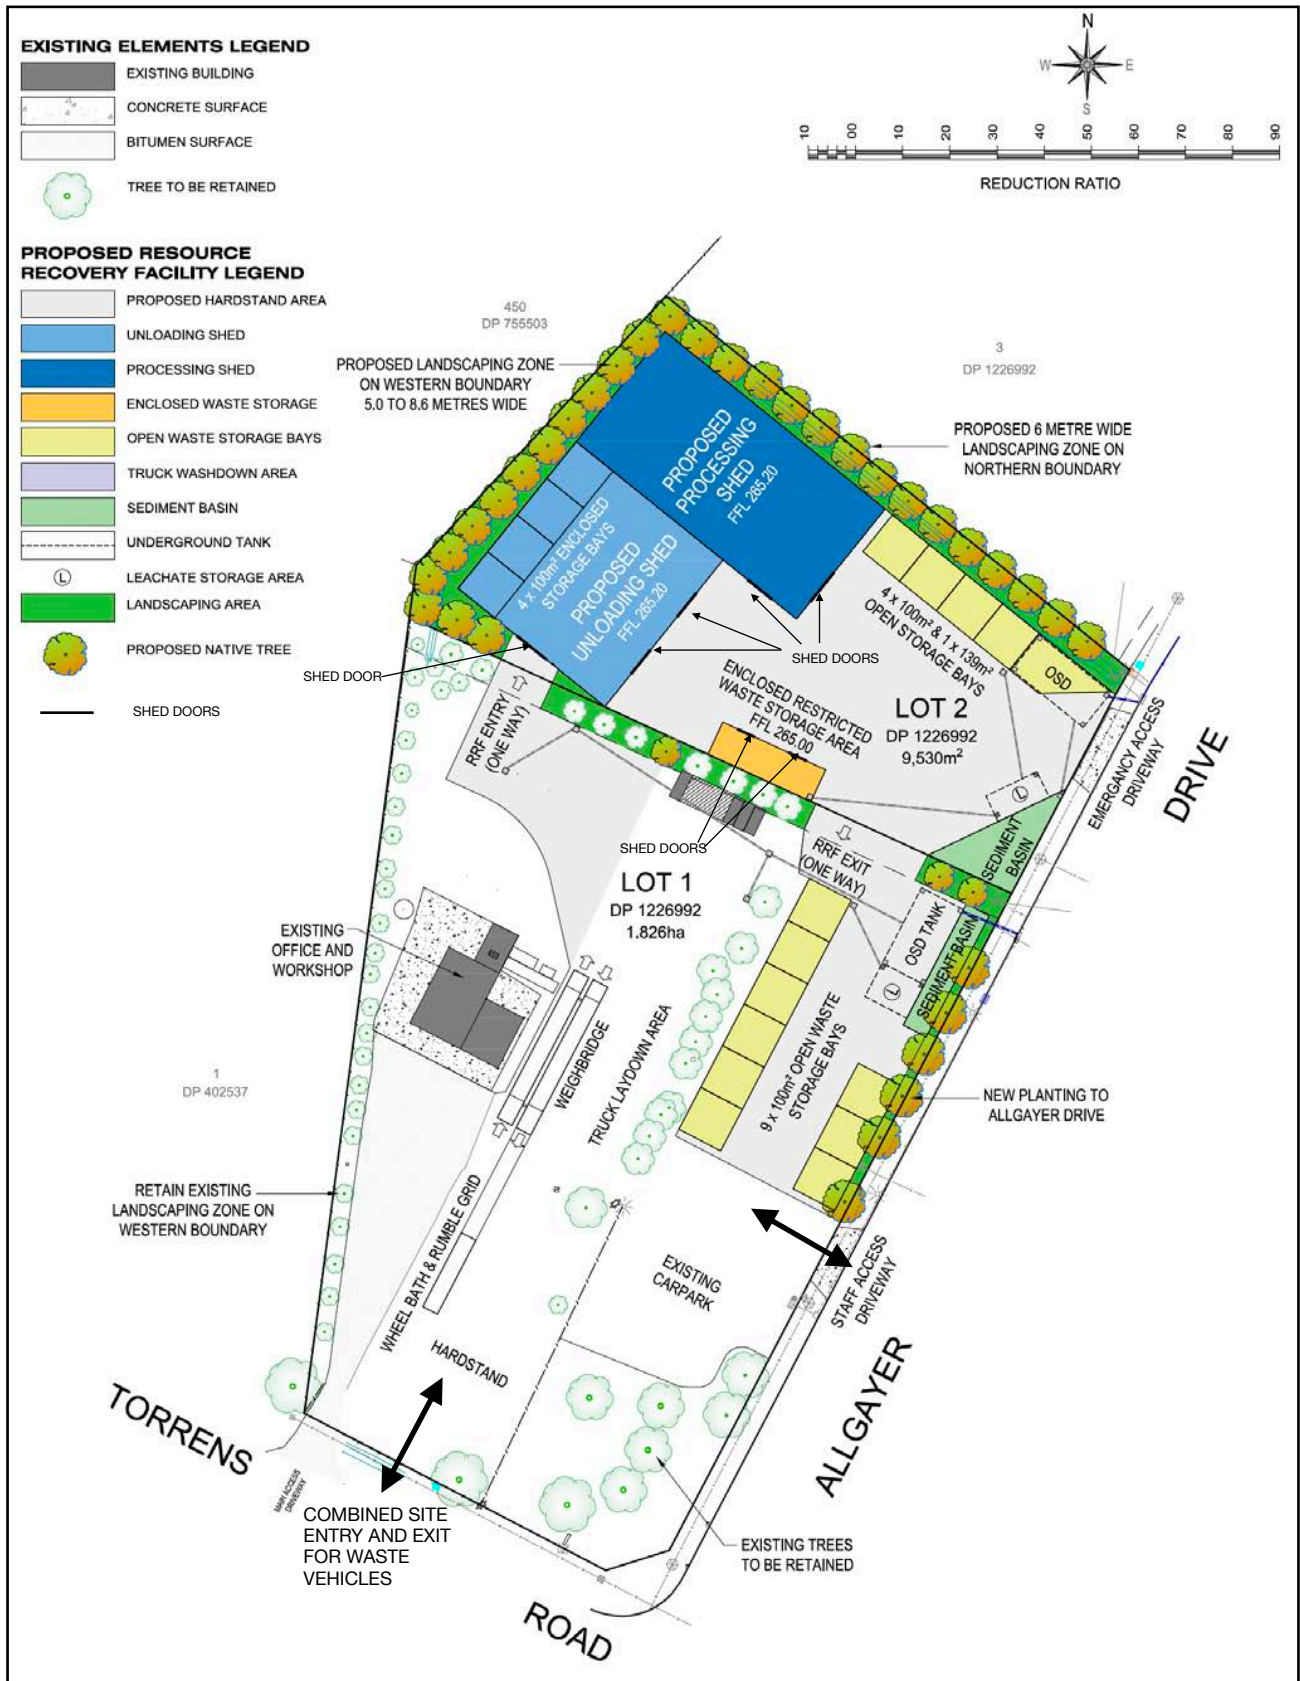 EXISTING ELEMENTS LEGEND
EXISTING BUILDING
CONCRETE SURFACE
BITUMEN SURFACE
TREE TO BE RETAINED
PROPOSED RESOURCE
RECOVERY FACILITY LEGEND
PROPOSED HARDSTAND AREA
UNLOADING SHED
PROCESSING SHED
ENCLOSED WASTE STORAGE
OPEN WASTE STORAGE BAYS
TRUCK WASHDOWN AREA
SEDIMENT BASIN
UNDERGROUND TANK
L
LEACHATE STORAGE AREA
LANDSCAPING AREA
PROPOSED NATIVE TREE
SHED DOORS
N
W
E
S
10
00
10
20
30
40
50
60
70
80
90
REDUCTION RATIO
450
DP 755503
3
DP 1226992
PROPOSED LANDSCAPING ZONE
ON WESTERN BOUNDARY
5.0 TO 8.6 METRES WIDE
PROPOSED 6 METRE WIDE
LANDSCAPING ZONE ON
NORTHERN BOUNDARY
PROPOSED
PROCESSING
SHED
FFL 265.20
4 x 100m² ENCLOSED
STORAGE BAYS
PROPOSED
UNLOADING SHED
FFL 265.20
4 x 100m² & 1 x 139m²
OPEN STORAGE BAYS
OSD
SHED DOOR
SHED DOORS
ENCLOSED RESTRICTED
WASTE STORAGE AREA
FFL 265.00
LOT 2
DP 1226992
9,530m²
RRF ENTRY
(ONE WAY)
EMERGANCY ACCESS
DRIVEWAY
DRIVE
L
SEDIMENT
BASIN
SHED DOORS
RRF EXIT
(ONE WAY)
LOT 1
DP 1226992
1.826ha
OSD TANK
SEDIMENT BASIN
L
EXISTING
OFFICE AND
WORKSHOP
WEIGHBRIDGE
TRUCK LAYDOWN AREA
9 x 100m² OPEN WASTE
STORAGE BAYS
1
DP 402537
NEW PLANTING TO
ALLGAYER DRIVE
RETAIN EXISTING
LANDSCAPING ZONE ON
WESTERN BOUNDARY
WHEEL BATH & RUMBLE GRID
EXISTING
CARPARK
STAFF ACCESS
DRIVEWAY
HARDSTAND
ALLGAYER
TORRENS
MAIN ACCESS
DRIVEWAY
COMBINED SITE
ENTRY AND EXIT
FOR WASTE
VEHICLES
EXISTING TREES
TO BE RETAINED
ROAD